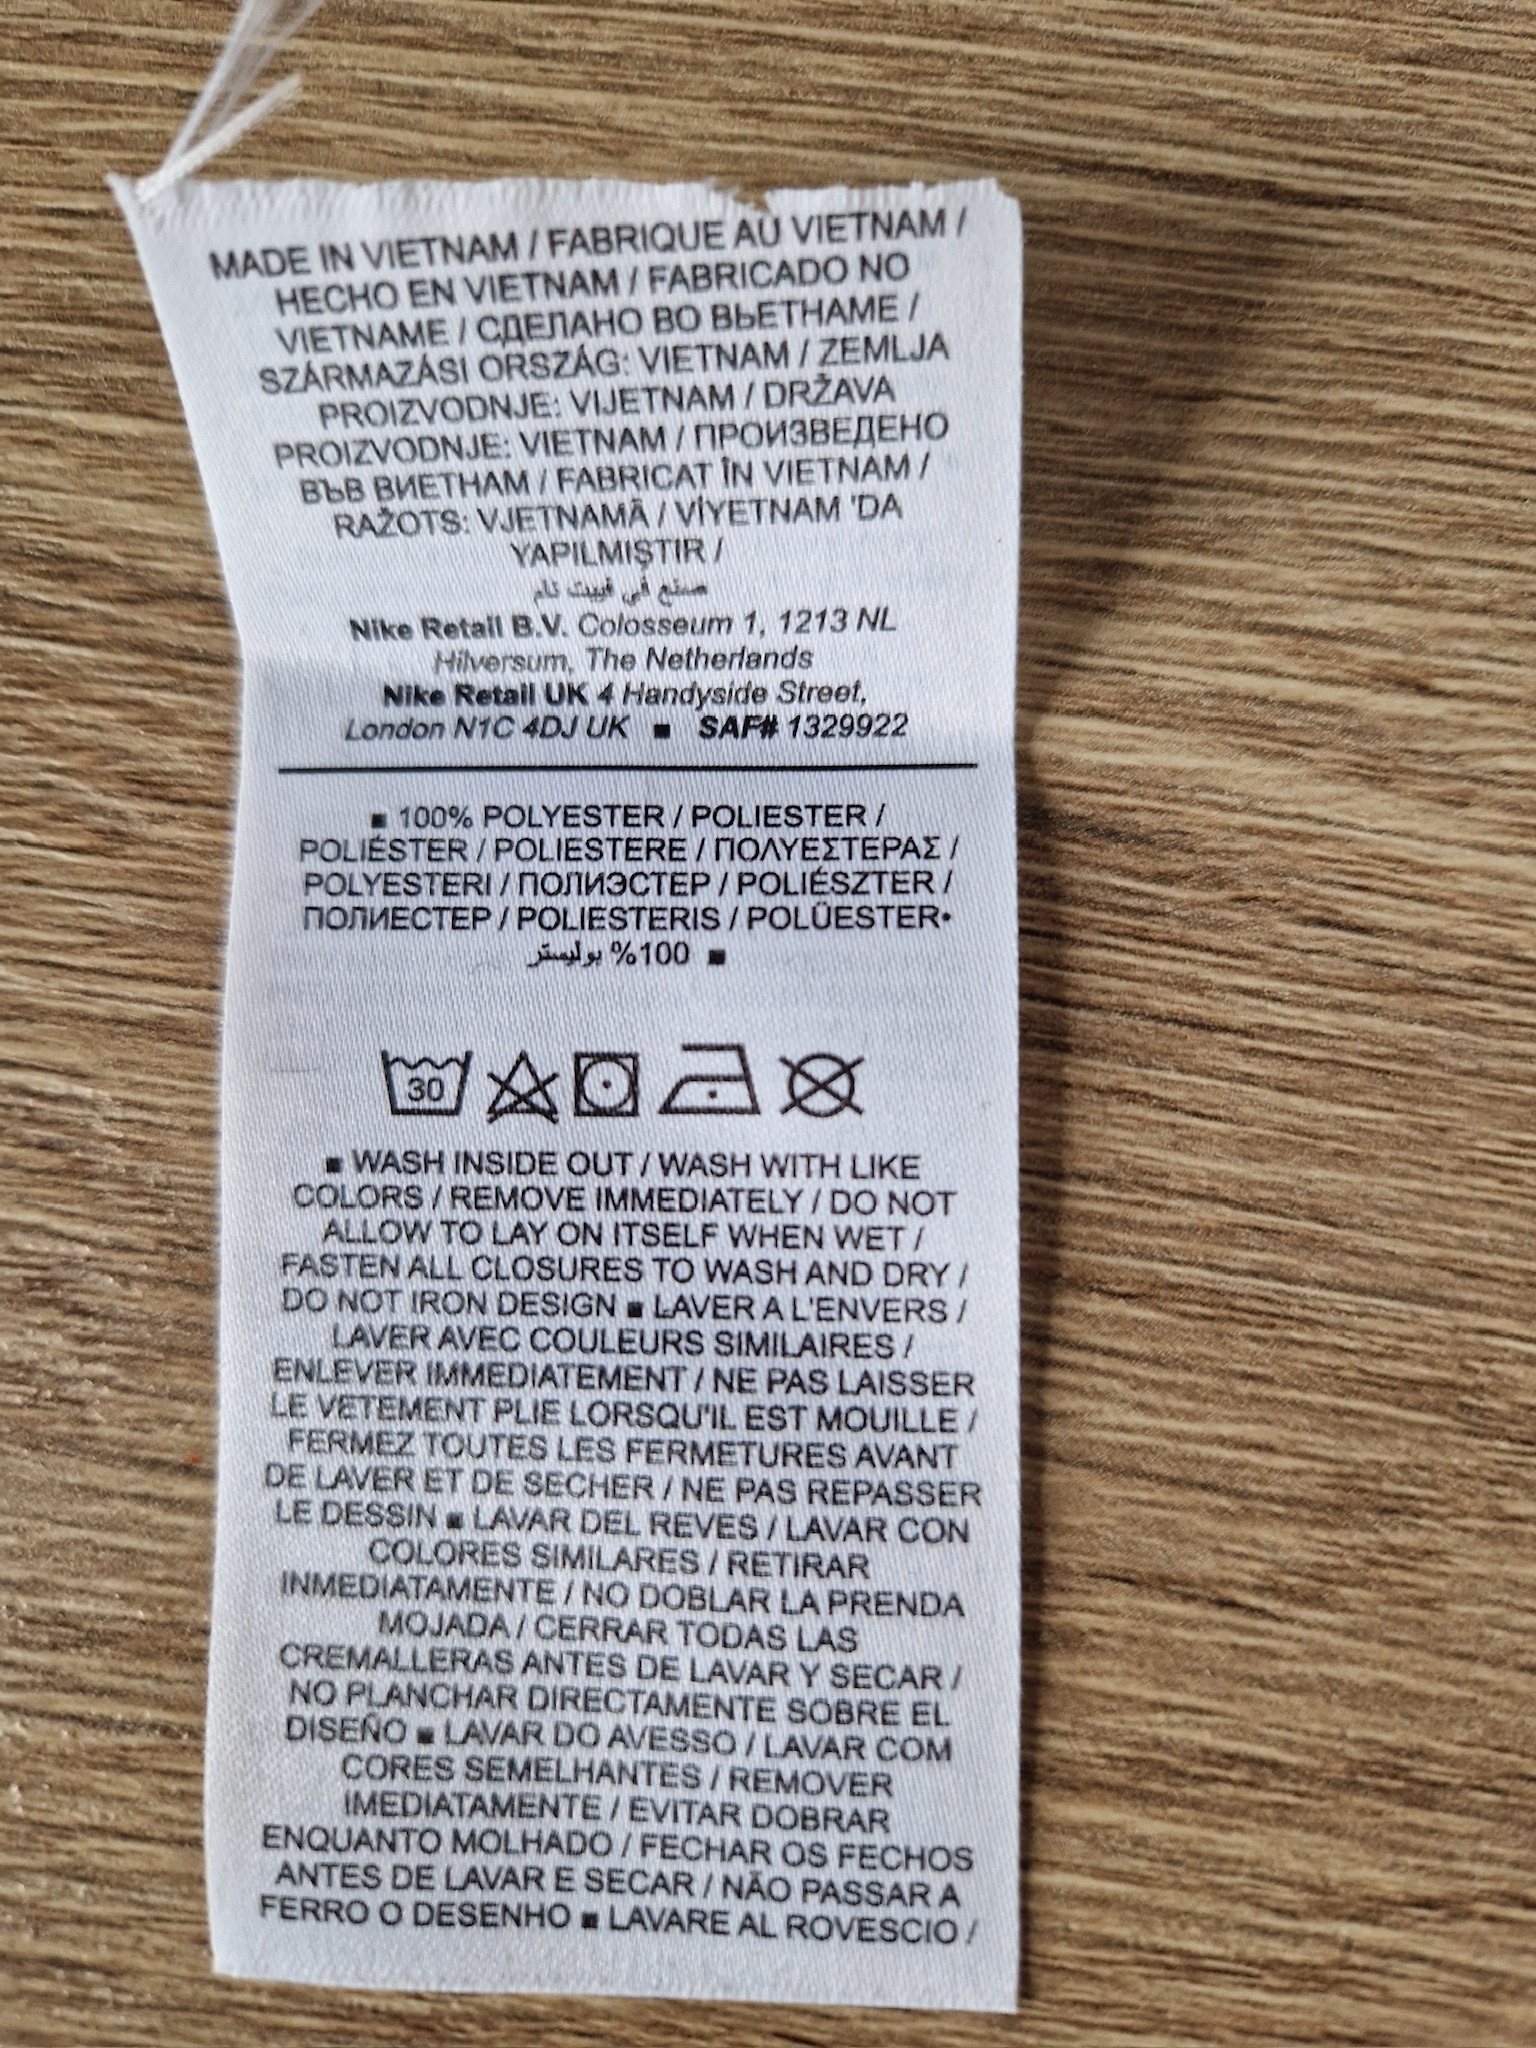 MADE IN VIETNAM / FABRIQUE AU VIETNAM /
HECHO EN VIETNAM / FABRICADO NO
VIETNAME / СДЕЛАНО ВО ВЬЕТНАМЕ /
SZÁRMAZÁSI ORSZÁG: VIETNAM / ZEMLJA
PROIZVODNJE: VIJETNAM / DRŽAVA
PROIZVODNJE: VIETNAM / ПРОИЗВЕДЕНО
ВЪВ ВИЕТНАМ / FABRICAT ÎN VIETNAM /
RAŽOTS: VJETNAMĀ / VİYETNAM 'DA
YAPILMIŞTIR /
صنع في فييت نام
Nike Retail B.V. Colosseum 1, 1213 NL
Hilversum, The Netherlands
Nike Retail UK 4 Handyside Street,
London N1C 4DJ UK ■ SAF# 1329922
■ 100% POLYESTER / POLIESTER /
POLIÉSTER / POLIESTERE / ΠΟΛΥΕΣΤΕΡΑΣ /
POLYESTERI / ПОЛИЭСТЕР / POLIÉSZTER /
ПОЛИЕСТЕР / POLIESTERIS / POLÜESTER•
■ 100% بوليستر
30
■ WASH INSIDE OUT / WASH WITH LIKE
COLORS / REMOVE IMMEDIATELY / DO NOT
ALLOW TO LAY ON ITSELF WHEN WET /
FASTEN ALL CLOSURES TO WASH AND DRY /
DO NOT IRON DESIGN ■ LAVER A L'ENVERS /
LAVER AVEC COULEURS SIMILAIRES /
ENLEVER IMMEDIATEMENT / NE PAS LAISSER
LE VETEMENT PLIE LORSQU'IL EST MOUILLE /
FERMEZ TOUTES LES FERMETURES AVANT
DE LAVER ET DE SECHER / NE PAS REPASSER
LE DESSIN ■ LAVAR DEL REVES / LAVAR CON
COLORES SIMILARES / RETIRAR
INMEDIATAMENTE / NO DOBLAR LA PRENDA
MOJADA / CERRAR TODAS LAS
CREMALLERAS ANTES DE LAVAR Y SECAR /
NO PLANCHAR DIRECTAMENTE SOBRE EL
DISEÑO ■ LAVAR DO AVESSO / LAVAR COM
CORES SEMELHANTES / REMOVER
IMEDIATAMENTE / EVITAR DOBRAR
ENQUANTO MOLHADO / FECHAR OS FECHOS
ANTES DE LAVAR E SECAR / NÃO PASSAR A
FERRO O DESENHO ■ LAVARE AL ROVESCIO /